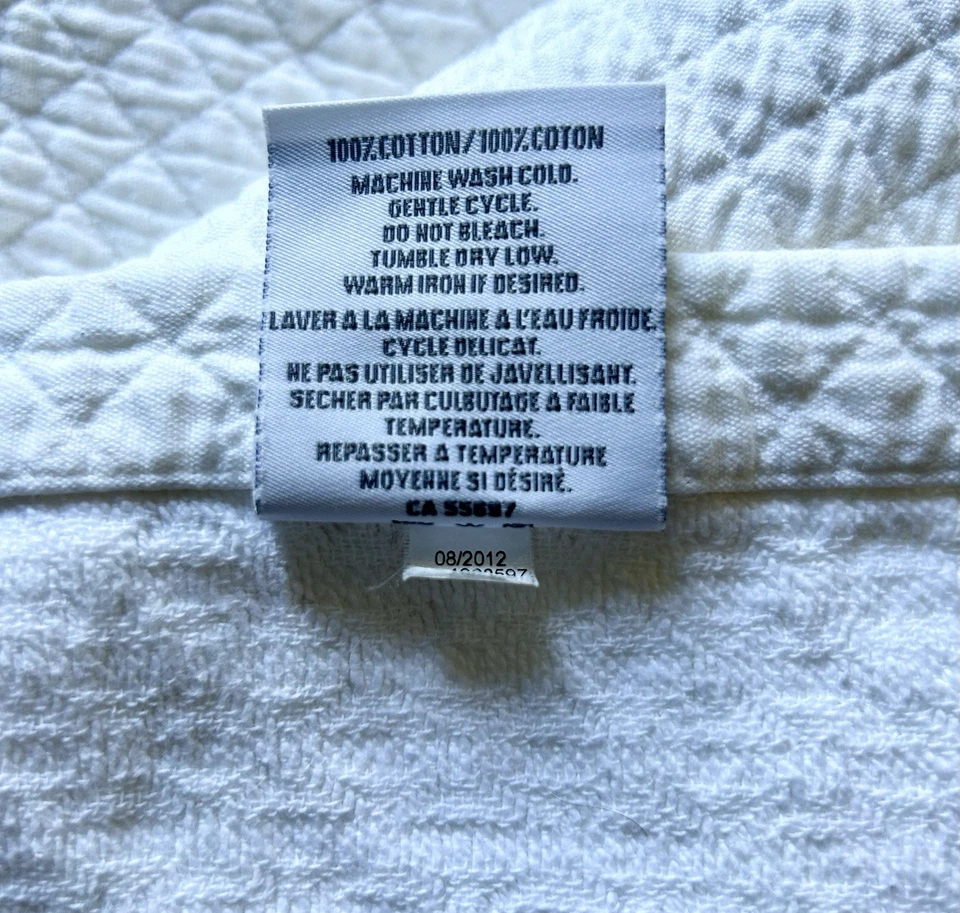 100% COTTON/100% COTON
MACHINE WASH COLD.
GENTLE CYCLE.
DO NOT BLEACH.
TUMBLE DRY LOW.
WARM IRON IF DESIRED.
LAVER A LA MACHINE A L'EAU FROIDE.
CYCLE DELICAT.
NE PAS UTILISER DE JAVELLISANT.
SECHER PAR CULBUTAGE A FAIBLE
TEMPERATURE.
REPASSER A TEMPERATURE
MOYENNE SI DÉSIRÉ.
CA
08/2012